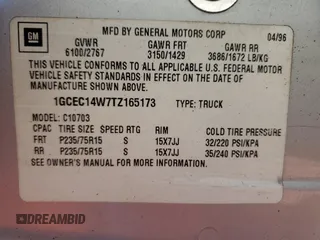 GM
MFD BY GENERAL MOTORS CORP 04/96
GVWR GAWR FRT GAWR RR
6100/2767 3150/1429 3686/1672 LB/KG
THIS VEHICLE CONFORMS TO ALL APPLICABLE U.S. FEDERAL MOTOR
VEHICLE SAFETY STANDARDS IN EFFECT ON THE DATE OF
MANUFACTURE SHOWN ABOVE.
1GCEC14W7TZ165173 TYPE: TRUCK
MODEL: C10703
CPAC TIRE SIZE SPEED RTG RIM COLD TIRE PRESSURE
FRT P235/75R15 S 15X7JJ 32/220 PSI/KPA
RR P235/75R15 S 15X7JJ 35/240 PSI/KPA
SEE OWNER'S MANUAL FOR MORE INFORMATION.
DREAMBID